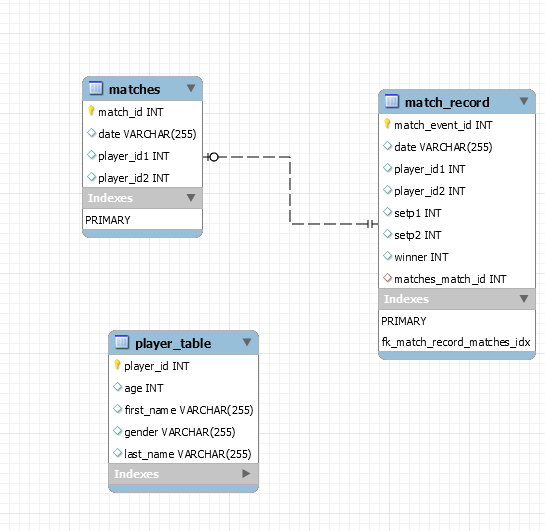 matches
match_id INT
date VARCHAR(255)
player_id1 INT
player_id2 INT
Indexes
PRIMARY
match_record
match_event_id INT
date VARCHAR(255)
player_id1 INT
player_id2 INT
setp1 INT
setp2 INT
winner INT
matches_match_id INT
Indexes
PRIMARY
fk_match_record_matches_idx
player_table
player_id INT
age INT
first_name VARCHAR(255)
gender VARCHAR(255)
last_name VARCHAR(255)
Indexes